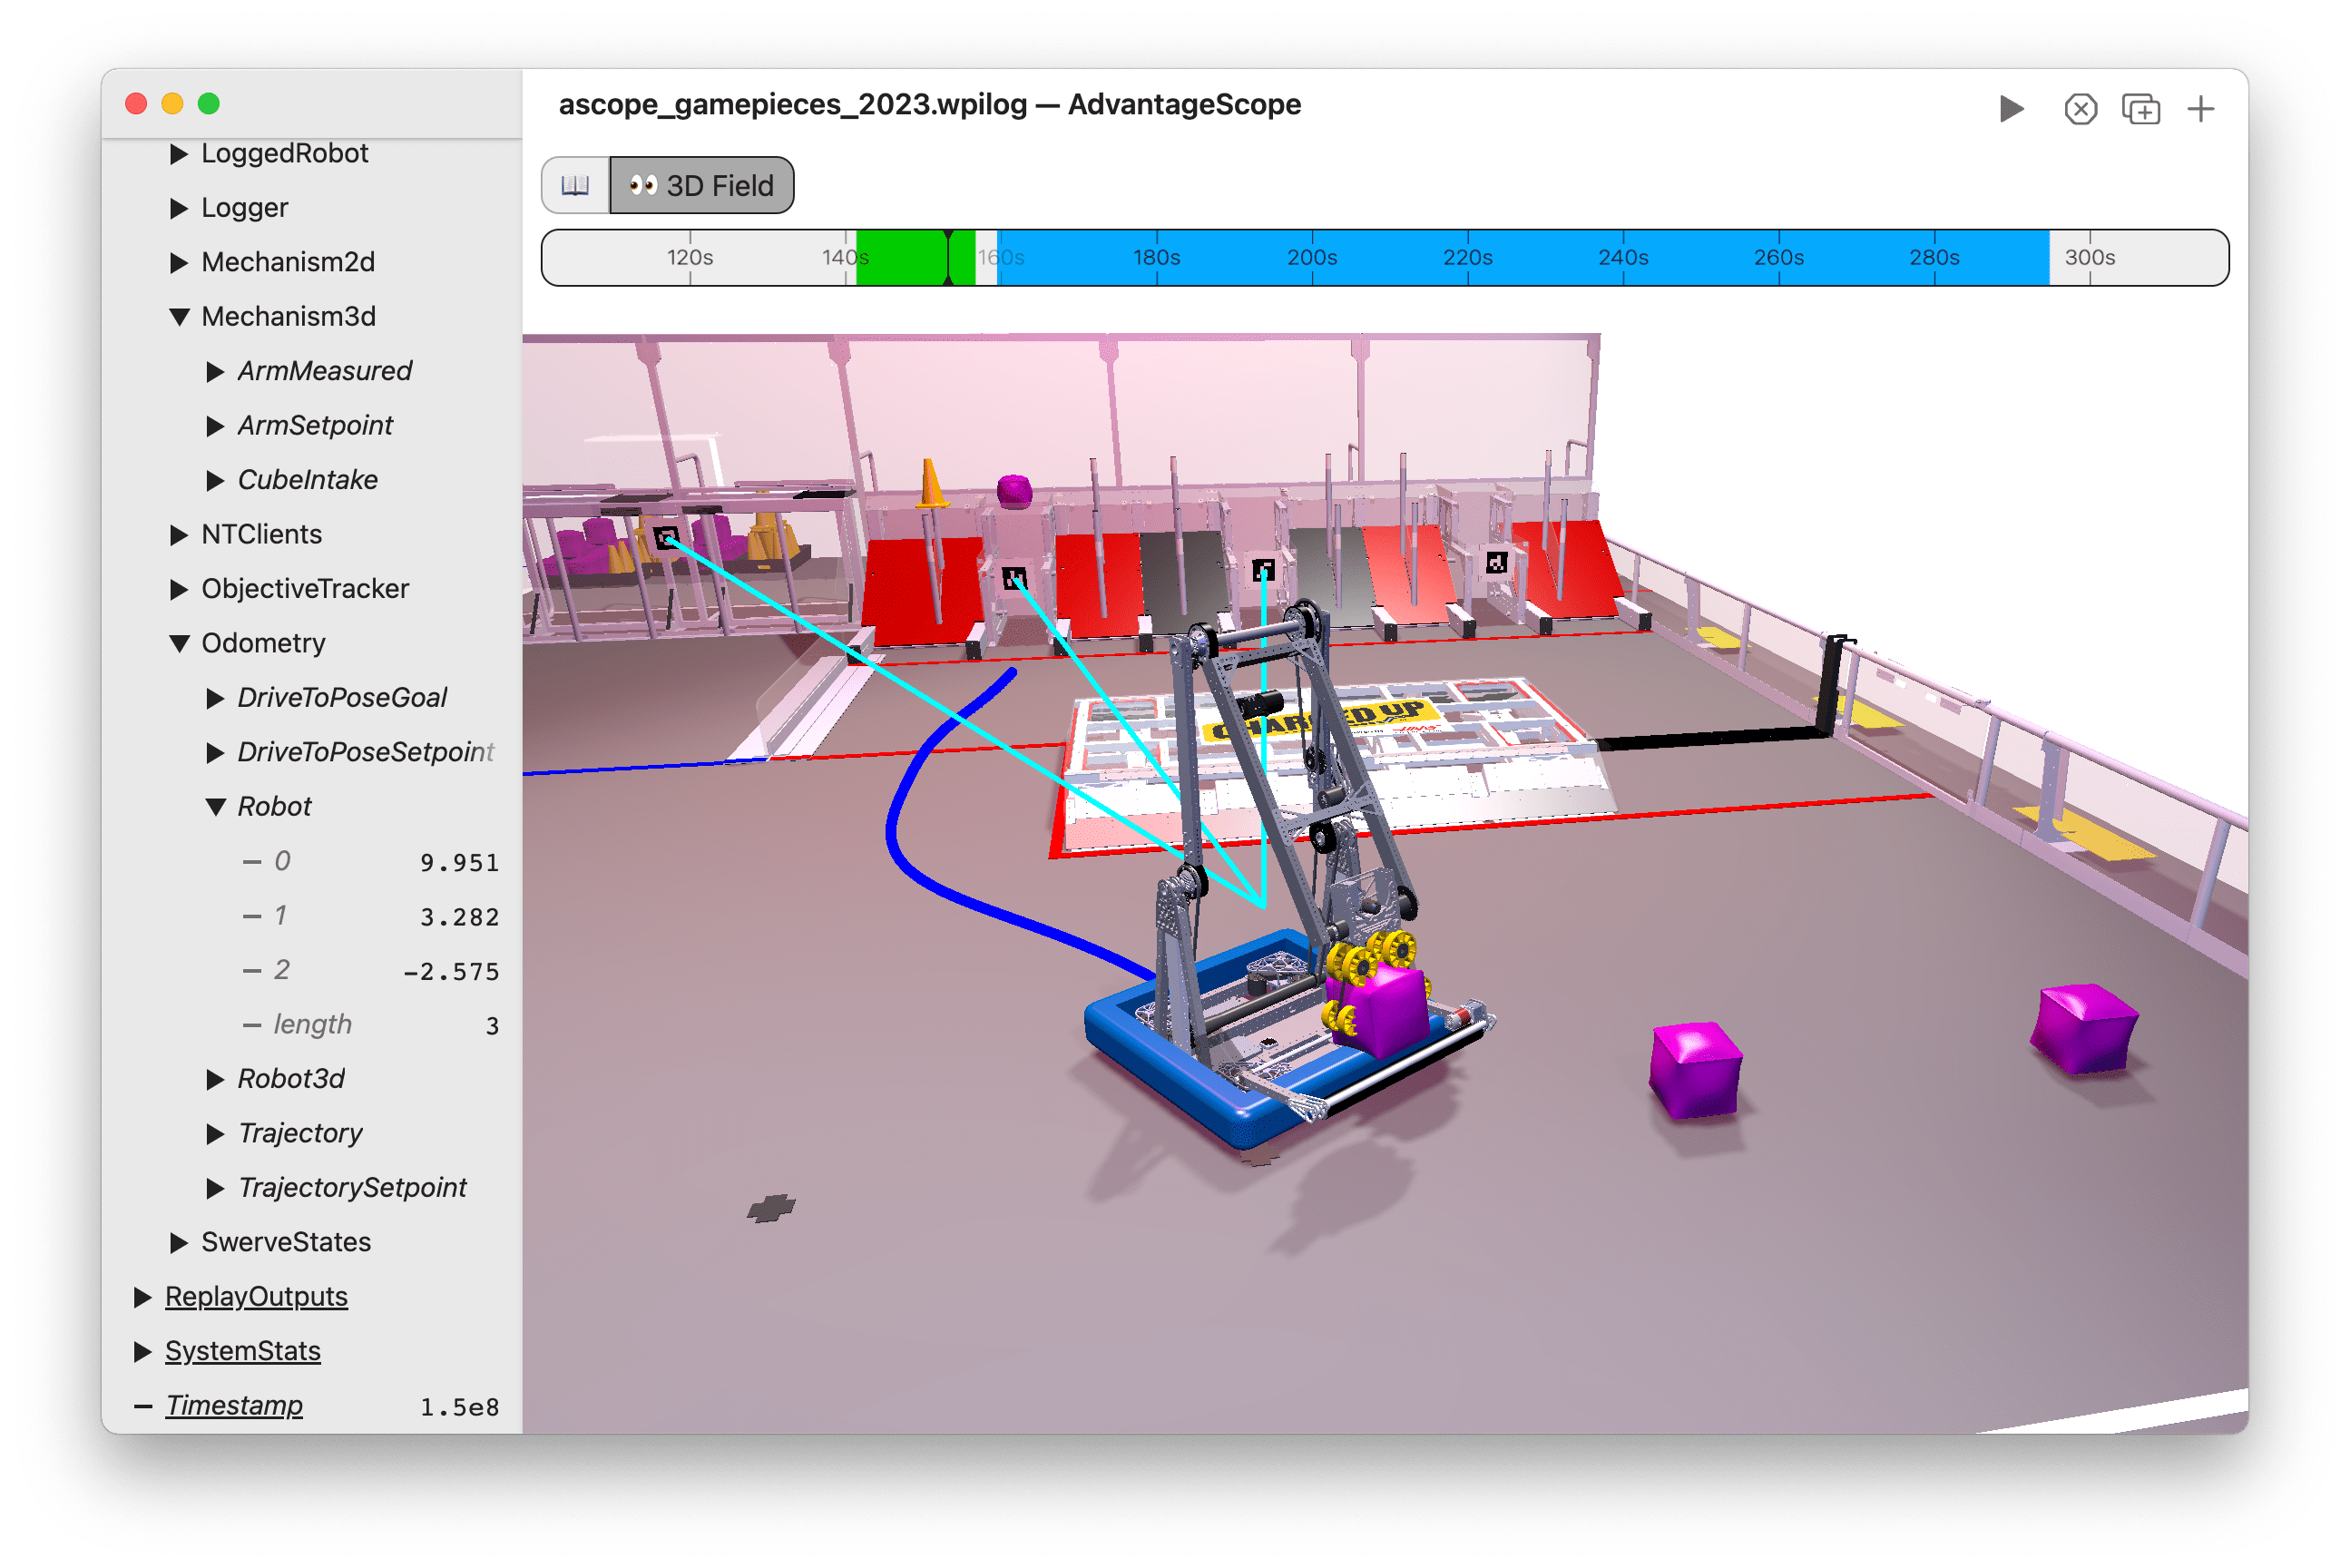 ascope_gamepieces_2023.wpilog — AdvantageScope
3D Field
120s 140s 160s 180s 200s 220s 240s 260s 280s 300s
LoggedRobot
Logger
Mechanism2d
Mechanism3d
ArmMeasured
ArmSetpoint
CubeIntake
NTClients
ObjectiveTracker
Odometry
DriveToPoseGoal
DriveToPoseSetpoint
Robot
0 9.951
1 3.282
2 -2.575
length 3
Robot3d
Trajectory
TrajectorySetpoint
SwerveStates
ReplayOutputs
SystemStats
Timestamp 1.5e8